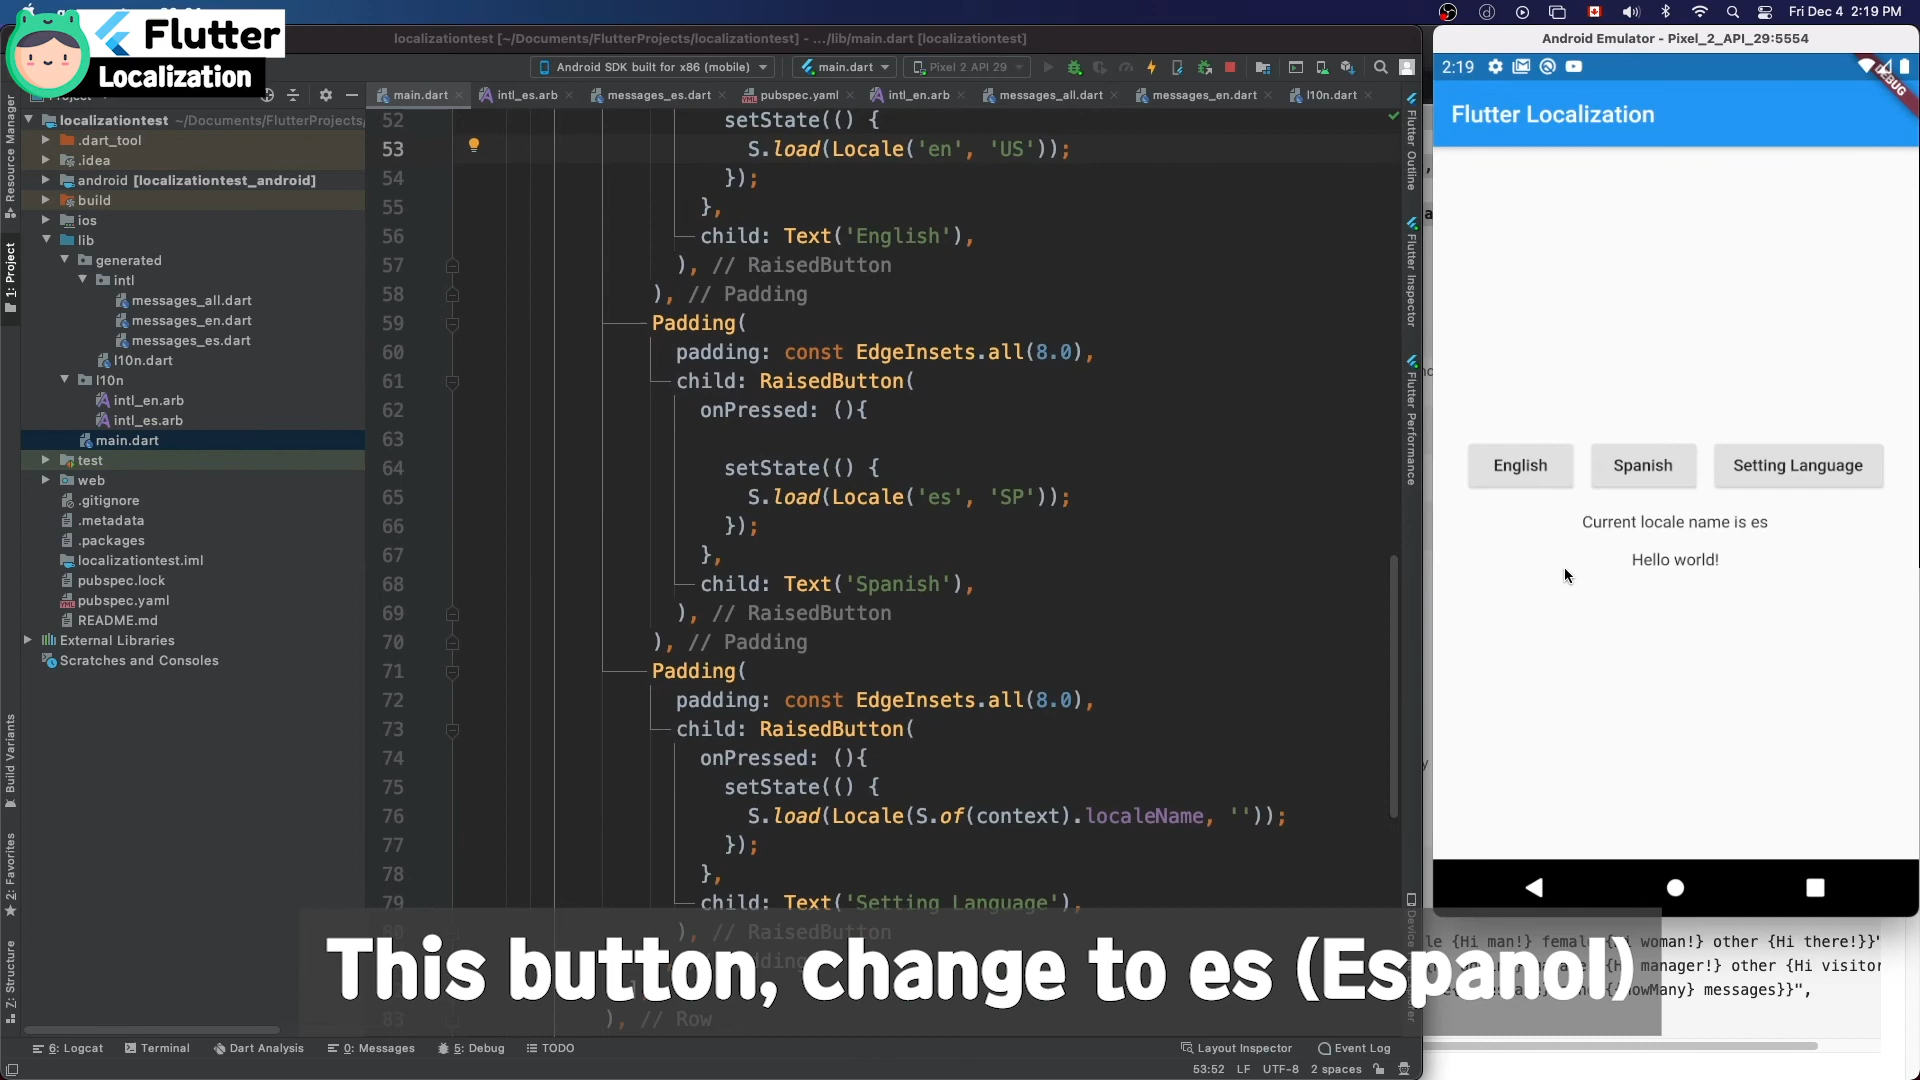 Fri Dec 4 2:19 PM
Flutter
Localization
localizationtest [~/Documents/FlutterProjects/localizationtest] - .../lib/main.dart [localizationtest]
Android Emulator - Pixel_2_API_29:5554
Android SDK built for x86 (mobile)
main.dart
Pixel 2 API 29
main.dart
intl_es.arb
messages_es.dart
pubspec.yaml
intl_en.arb
messages_all.dart
messages_en.dart
l10n.dart
Resource Manager
1: Project
Build Variants
2: Favorites
Z: Structure
localizationtest ~/Documents/FlutterProjects/
.dart_tool
.idea
android [localizationtest_android]
build
ios
lib
generated
intl
messages_all.dart
messages_en.dart
messages_es.dart
l10n.dart
l10n
intl_en.arb
intl_es.arb
main.dart
test
web
.gitignore
.metadata
.packages
localizationtest.iml
pubspec.lock
pubspec.yaml
README.md
External Libraries
Scratches and Consoles
52 setState(() {
53 S.load(Locale('en', 'US'));
54 });
55 },
56 child: Text('English'),
57 ), // RaisedButton
58 ), // Padding
59 Padding(
60 padding: const EdgeInsets.all(8.0),
61 child: RaisedButton(
62 onPressed: (){
63
64 setState(() {
65 S.load(Locale('es', 'SP'));
66 });
67 },
68 child: Text('Spanish'),
69 ), // RaisedButton
70 ), // Padding
71 Padding(
72 padding: const EdgeInsets.all(8.0),
73 child: RaisedButton(
74 onPressed: (){
75 setState(() {
76 S.load(Locale(S.of(context).localeName, ''));
77 });
78 },
79 child: Text('Setting Language'),
80 ), // RaisedButton
83 ), // Row
Flutter Outline
Flutter Inspector
Flutter Performance
2:19
DEBUG
Flutter Localization
English
Spanish
Setting Language
Current locale name is es
Hello world!
This button, change to es (Espanol)
{Hi man!} female {Hi woman!} other {Hi there!}}"
manager!} other {Hi visitor
messages}}",
6: Logcat
Terminal
Dart Analysis
0: Messages
5: Debug
TODO
Layout Inspector
Event Log
53:52 LF UTF-8 2 spaces